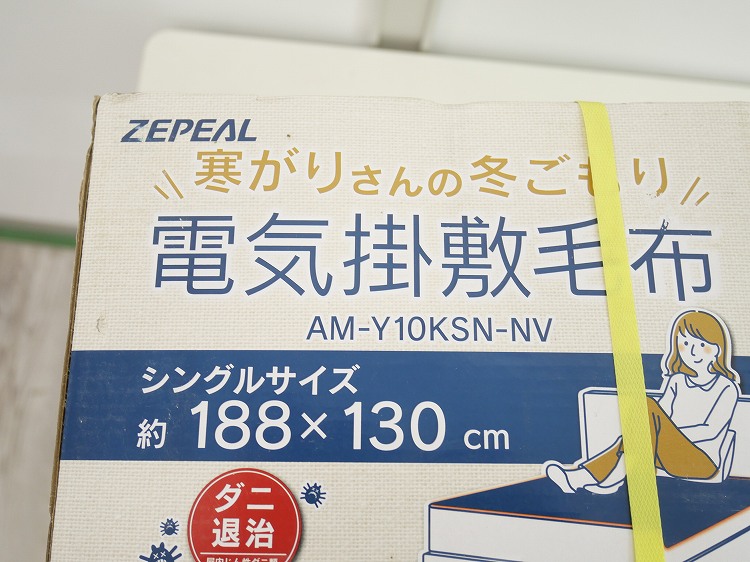 ZEPEAL
寒がりさんの冬ごもり
電気掛敷毛布
AM-Y10KSN-NV
シングルサイズ
約 188×130 cm
ダニ
退治